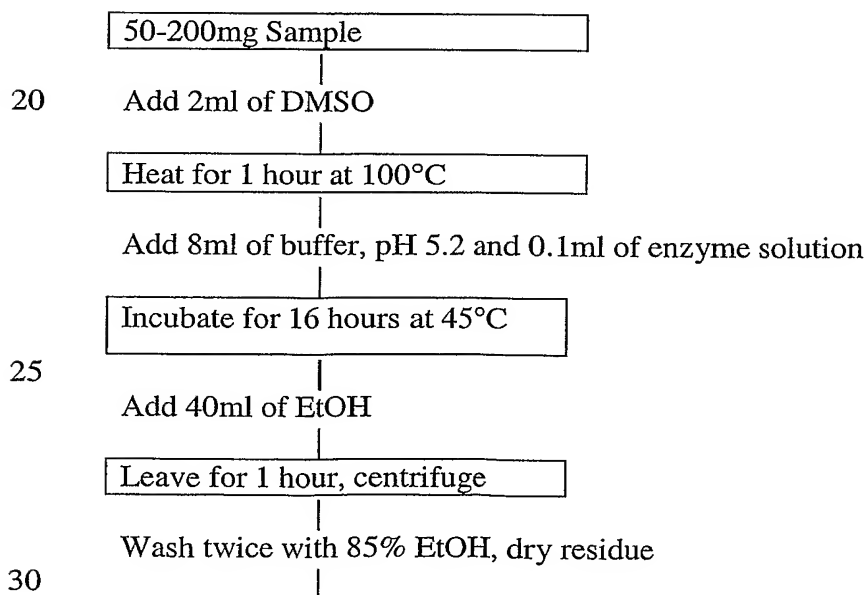 50-200mg Sample
20 Add 2ml of DMSO
Heat for 1 hour at 100°C
Add 8ml of buffer, pH 5.2 and 0.1ml of enzyme solution
Incubate for 16 hours at 45°C
25
Add 40ml of EtOH
Leave for 1 hour, centrifuge
Wash twice with 85% EtOH, dry residue
30